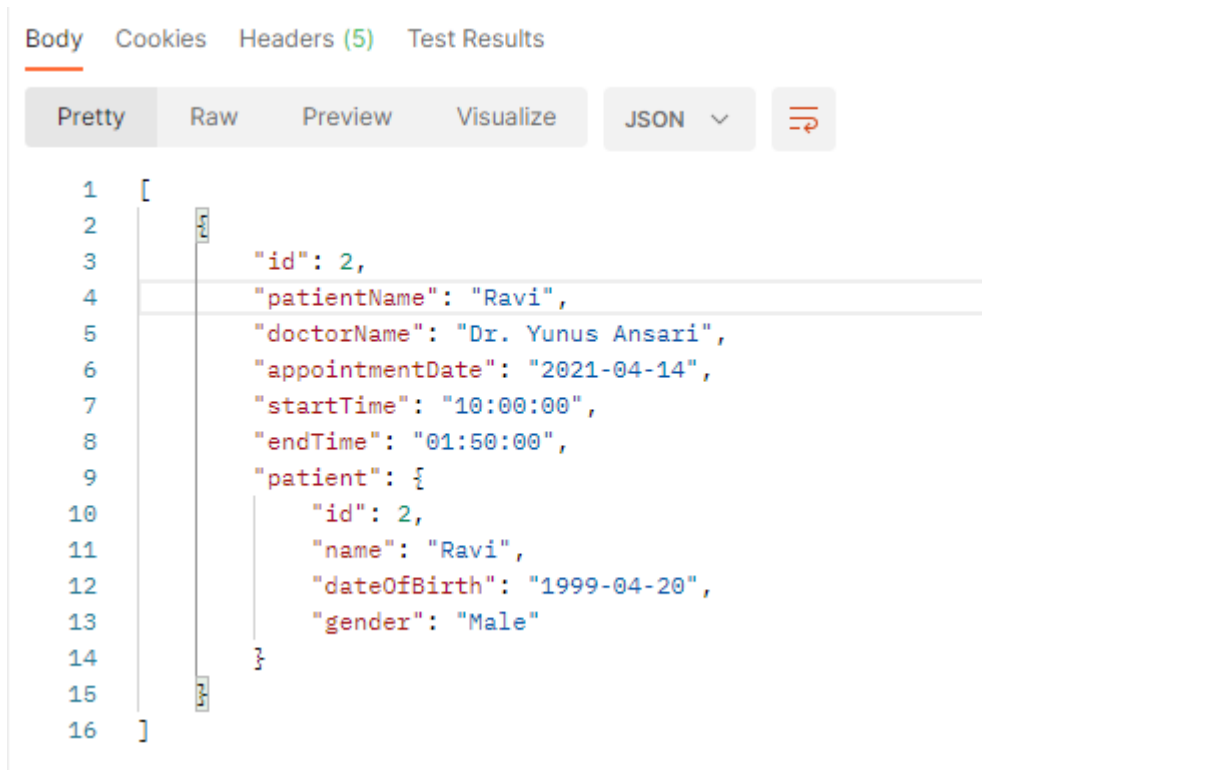 Body Cookies Headers (5) Test Results
Pretty Raw Preview Visualize JSON
1 [
2 {
3 "id": 2,
4 "patientName": "Ravi",
5 "doctorName": "Dr. Yunus Ansari",
6 "appointmentDate": "2021-04-14",
7 "startTime": "10:00:00",
8 "endTime": "01:50:00",
9 "patient": {
10 "id": 2,
11 "name": "Ravi",
12 "dateOfBirth": "1999-04-20",
13 "gender": "Male"
14 }
15 }
16 ]